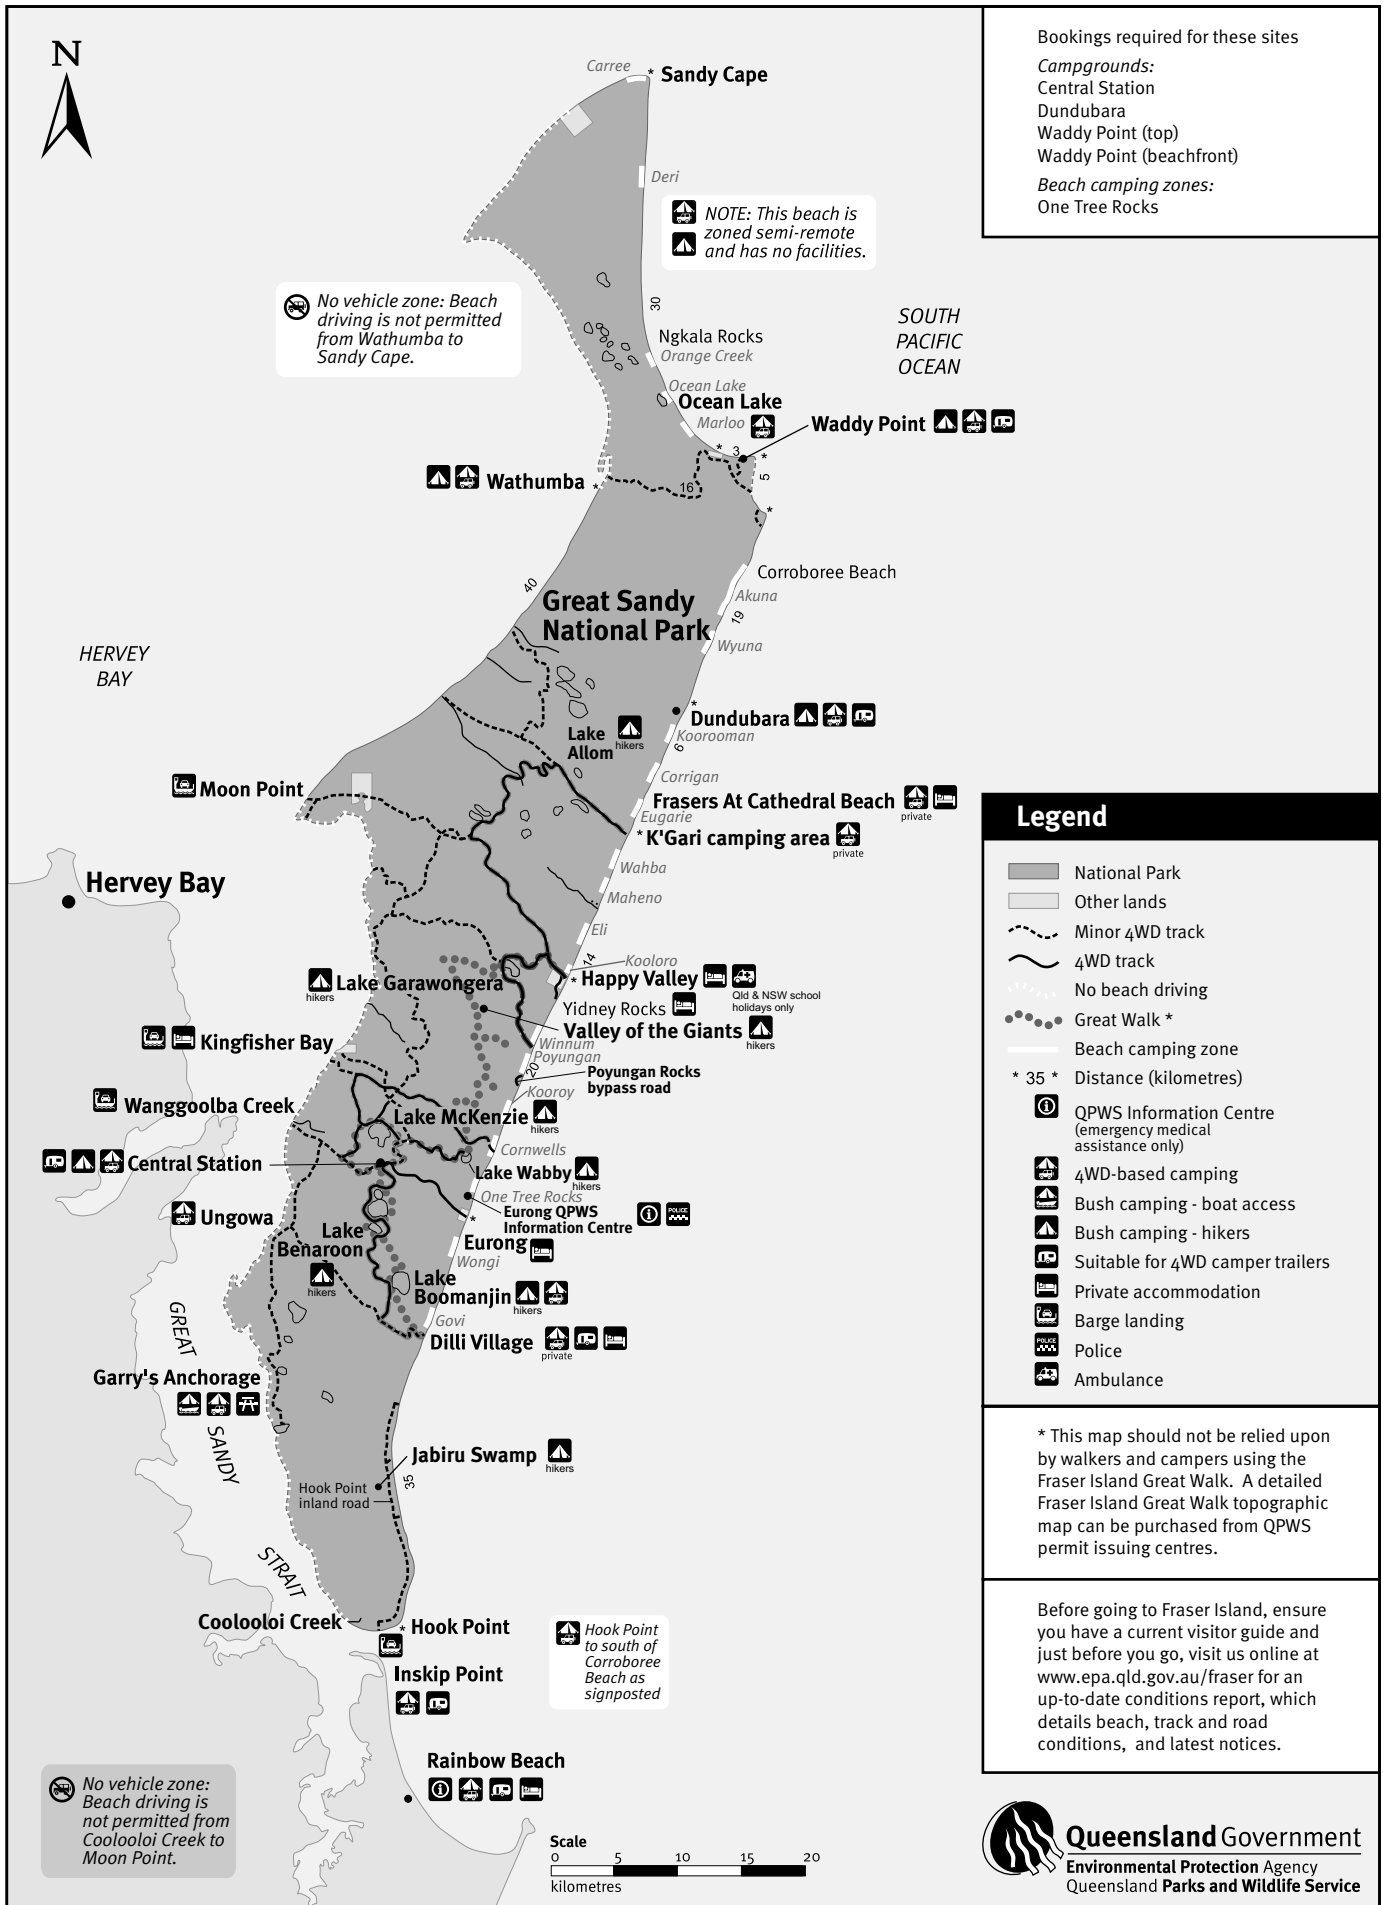 N
Carree
* Sandy Cape
Deri
NOTE: This beach is
zoned semi-remote
and has no facilities.
No vehicle zone: Beach
driving is not permitted
from Wathumba to
Sandy Cape.
30
SOUTH
PACIFIC
OCEAN
Ngkala Rocks
Orange Creek
Ocean Lake
Ocean Lake
Marloo
Waddy Point
* 3 *
5
Wathumba *
16
*
40
Corroboree Beach
Great Sandy
National Park
Akuna
19
Wyuna
HERVEY
BAY
*
Dundubara
Lake
Allom
hikers
Koorooman
6
Corrigan
Moon Point
Frasers At Cathedral Beach
private
Eugarie
* K'Gari camping area
private
Wahba
Hervey Bay
Maheno
Eli
14
Kooloro
* Happy Valley
Qld & NSW school
holidays only
Lake Garawongera
hikers
Yidney Rocks
Valley of the Giants
hikers
Kingfisher Bay
Winnum
Poyungan
20
Poyungan Rocks
bypass road
Kooroy
Wanggoolba Creek
Lake McKenzie
hikers
Cornwells
Central Station
Lake Wabby
hikers
One Tree Rocks
Eurong QPWS
Information Centre
POLICE
Ungowa
*
Eurong
Wongi
Lake
Benaroon
hikers
Lake
Boomanjin
hikers
Govi
Dilli Village
private
GREAT
SANDY
STRAIT
Garry's Anchorage
Jabiru Swamp
hikers
35
Hook Point
inland road
Coolooloi Creek
* Hook Point
Inskip Point
Hook Point
to south of
Corroboree
Beach as
signposted
Rainbow Beach
No vehicle zone:
Beach driving is
not permitted from
Coolooloi Creek to
Moon Point.
Scale
0 5 10 15 20
kilometres
Bookings required for these sites
Campgrounds:
Central Station
Dundubara
Waddy Point (top)
Waddy Point (beachfront)
Beach camping zones:
One Tree Rocks
Legend
National Park
Other lands
Minor 4WD track
4WD track
No beach driving
Great Walk *
Beach camping zone
* 35 * Distance (kilometres)
QPWS Information Centre
(emergency medical
assistance only)
4WD-based camping
Bush camping - boat access
Bush camping - hikers
Suitable for 4WD camper trailers
Private accommodation
Barge landing
POLICE Police
Ambulance
* This map should not be relied upon
by walkers and campers using the
Fraser Island Great Walk. A detailed
Fraser Island Great Walk topographic
map can be purchased from QPWS
permit issuing centres.
Before going to Fraser Island, ensure
you have a current visitor guide and
just before you go, visit us online at
www.epa.qld.gov.au/fraser for an
up-to-date conditions report, which
details beach, track and road
conditions, and latest notices.
Queensland Government
Environmental Protection Agency
Queensland Parks and Wildlife Service